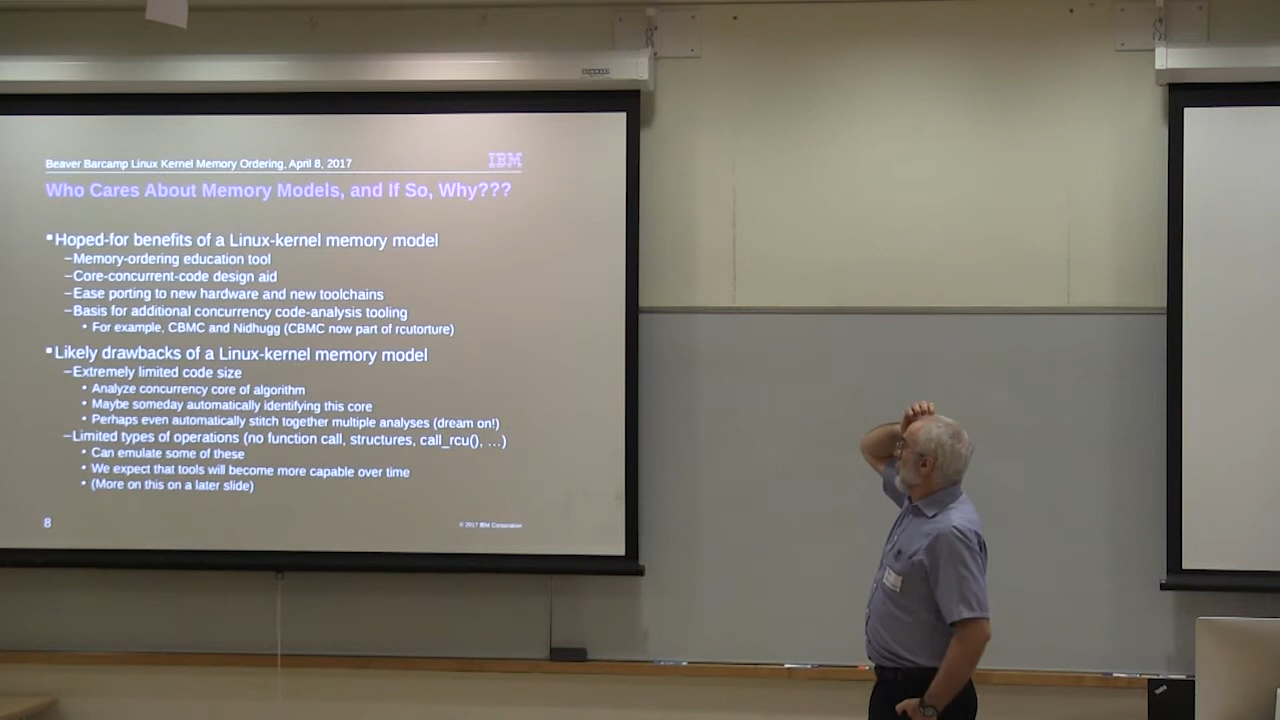 Beaver Barcamp Linux Kernel Memory Ordering, April 8, 2017
IBM
Who Cares About Memory Models, and If So, Why???
▪Hoped-for benefits of a Linux-kernel memory model
–Memory-ordering education tool
–Core-concurrent-code design aid
–Ease porting to new hardware and new toolchains
–Basis for additional concurrency code-analysis tooling
• For example, CBMC and Nidhugg (CBMC now part of rcutorture)
▪Likely drawbacks of a Linux-kernel memory model
–Extremely limited code size
• Analyze concurrency core of algorithm
• Maybe someday automatically identifying this core
• Perhaps even automatically stitch together multiple analyses (dream on!)
–Limited types of operations (no function call, structures, call_rcu(), …)
• Can emulate some of these
• We expect that tools will become more capable over time
• (More on this on a later slide)
8
© 2017 IBM Corporation